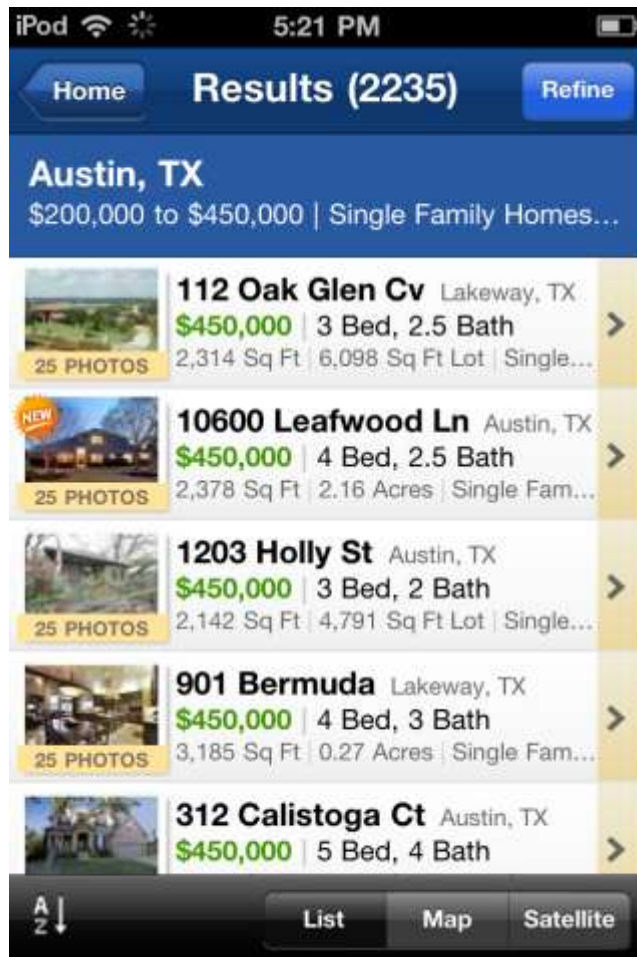 iPod 5:21 PM
Home Results (2235) Refine
Austin, TX
$200,000 to $450,000 | Single Family Homes...
112 Oak Glen Cv Lakeway, TX
$450,000 | 3 Bed, 2.5 Bath
25 PHOTOS 2,314 Sq Ft | 6,098 Sq Ft Lot | Single...
NEW 10600 Leafwood Ln Austin, TX
$450,000 | 4 Bed, 2.5 Bath
25 PHOTOS 2,378 Sq Ft | 2.16 Acres | Single Fam...
1203 Holly St Austin, TX
$450,000 | 3 Bed, 2 Bath
25 PHOTOS 2,142 Sq Ft | 4,791 Sq Ft Lot | Single...
901 Bermuda Lakeway, TX
$450,000 | 4 Bed, 3 Bath
25 PHOTOS 3,185 Sq Ft | 0.27 Acres | Single Fam...
312 Calistoga Ct Austin, TX
$450,000 | 5 Bed, 4 Bath
A
Z List Map Satellite